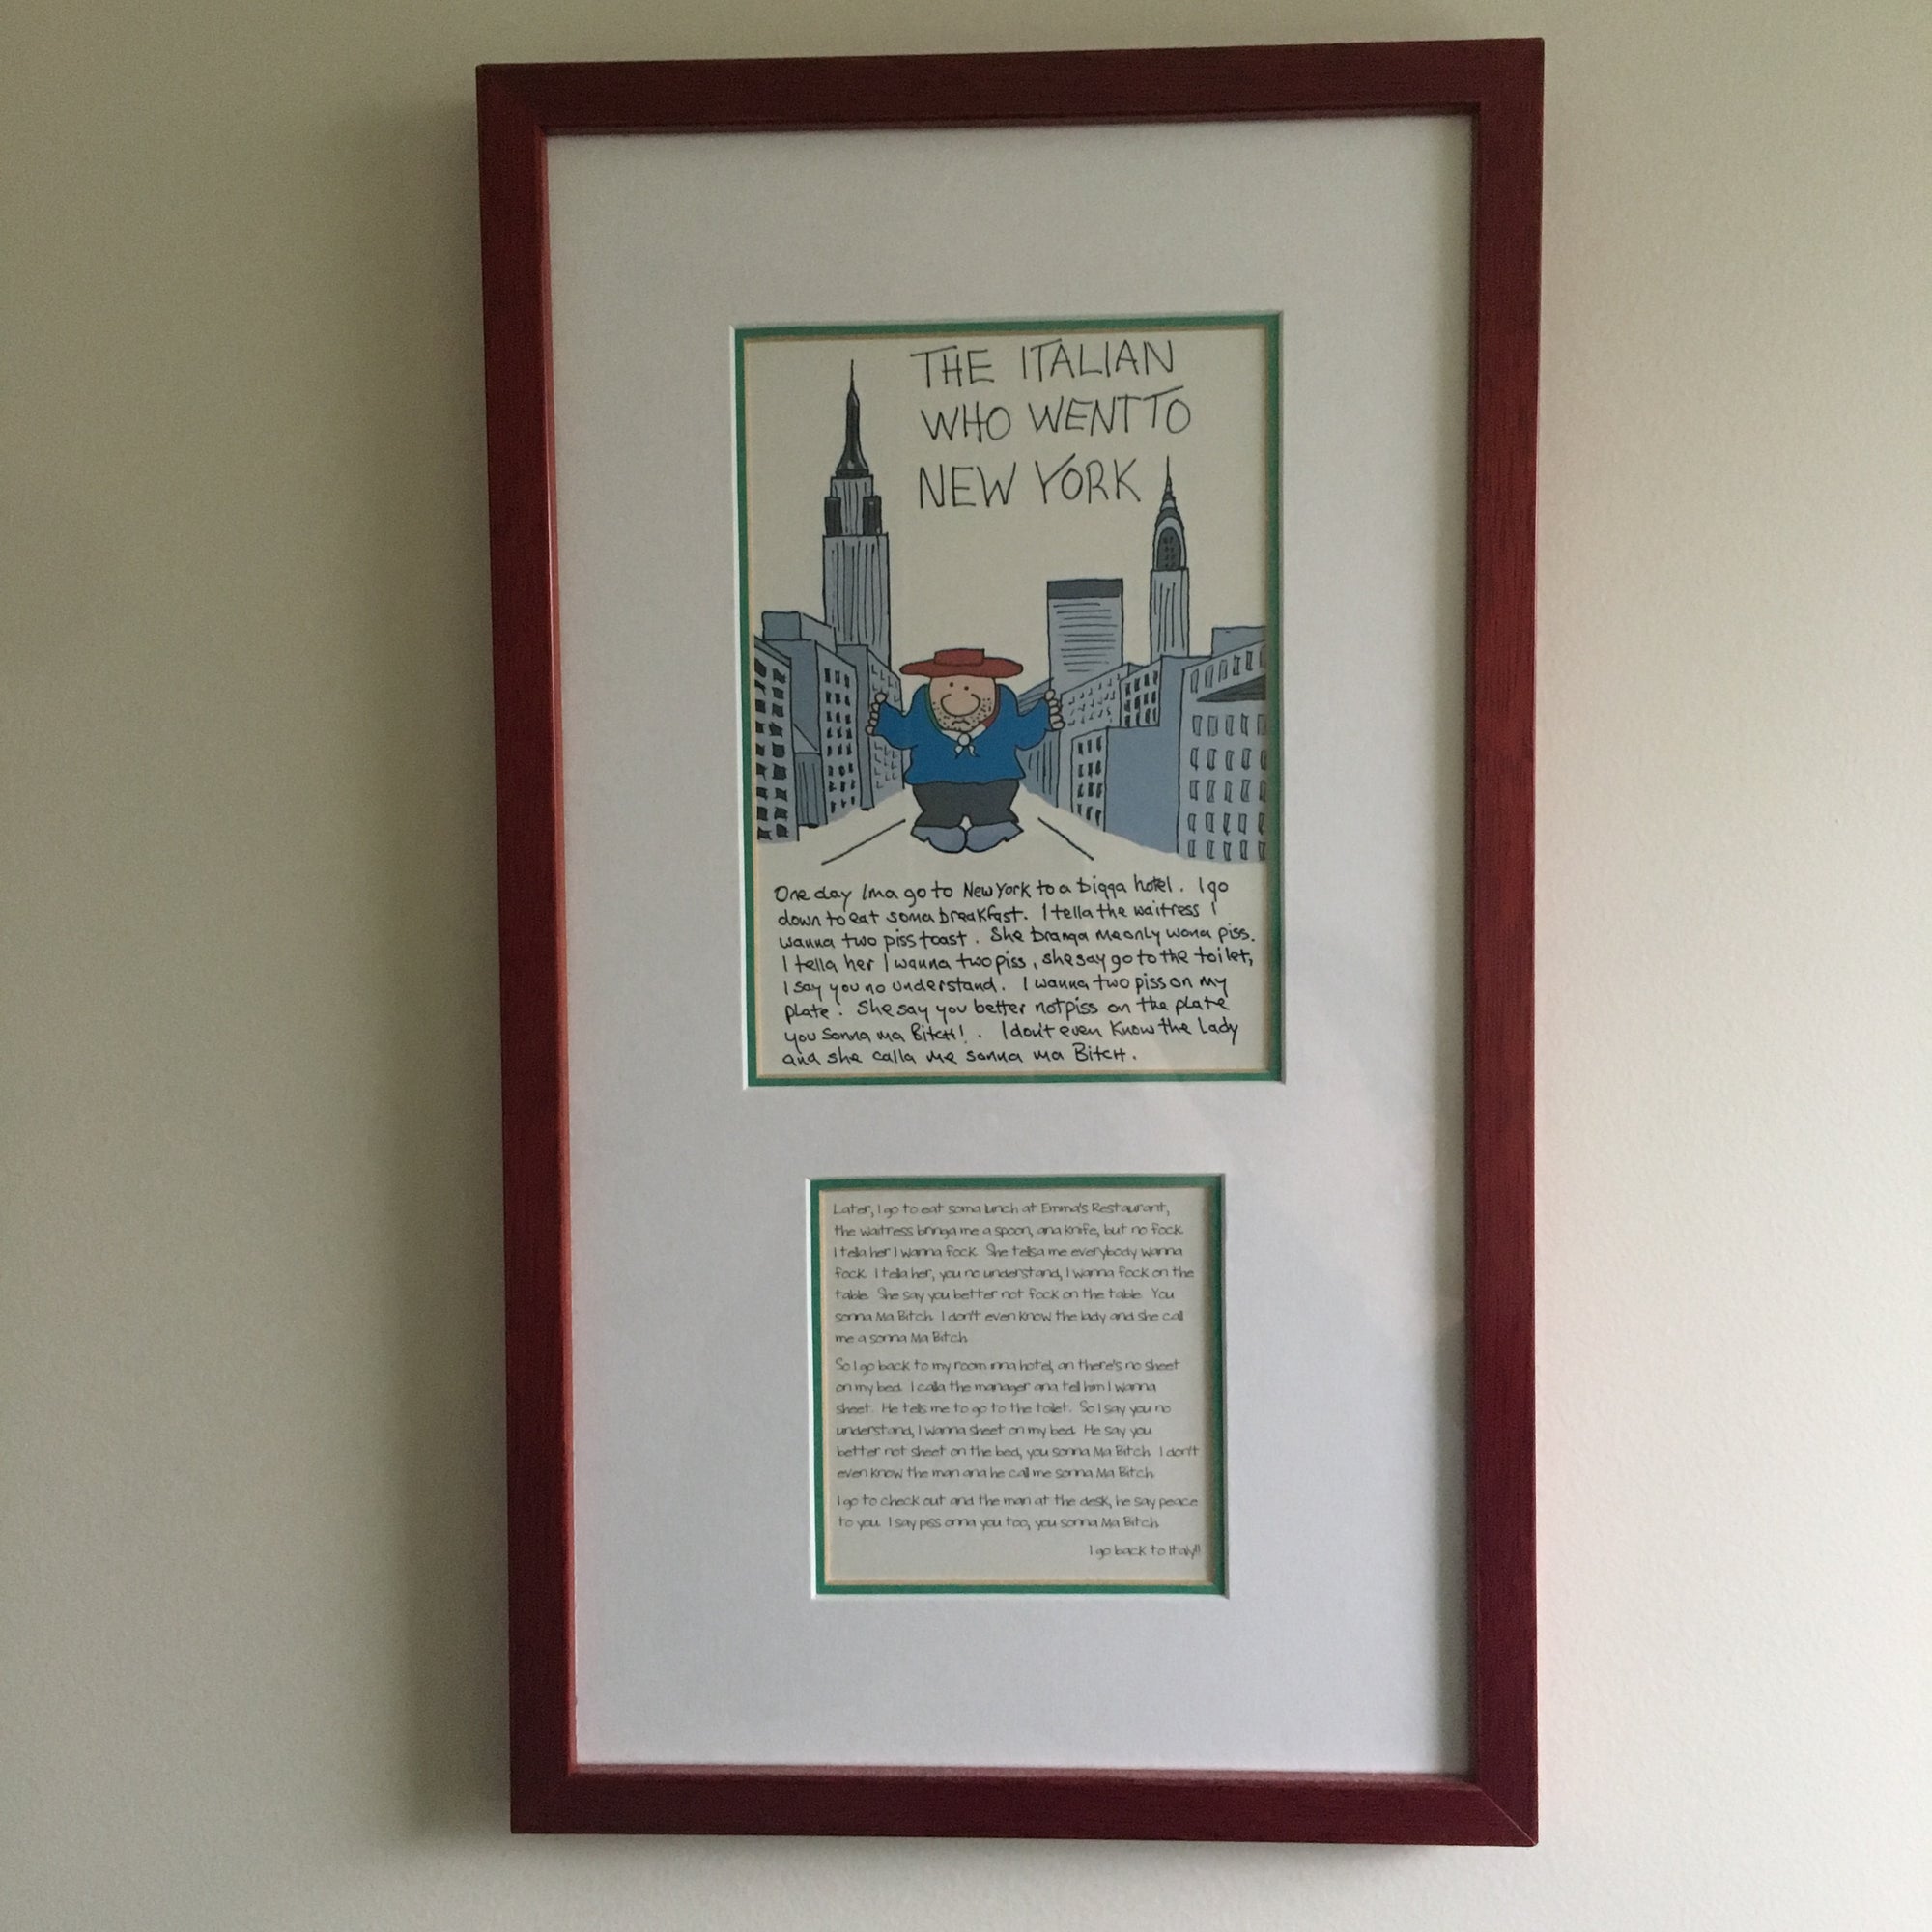 THE ITALIAN
WHO WENT TO
NEW YORK
One day Ima go to New York to a bigga hotel. I go
down to eat soma breakfast. I tella the waitress I
wanna two piss toast. She branga me only wona piss.
I tella her I wanna two piss, she say go to the toilet,
I say you no understand. I wanna two piss on my
plate. She say you better not piss on the plate
you Sonna ma Bitch!. I don't even Know the Lady
and she calla me sonna ma Bitch.
Later, I go to eat soma lunch at Emma's Restaurant,
the waitress bringa me a spoon, ana knife, but no fock.
I tella her I wanna fock. She tellsa me everybody wanna
fock. I tella her, you no understand, I wanna fock on the
table. She say you better not fock on the table. You
sonna Ma Bitch. I don't even know the lady and she call
me a sonna Ma Bitch.
So I go back to my room inna hotel, an there's no sheet
on my bed. I calla the manager ana tell him I wanna
sheet. He tells me to go to the toilet. So I say you no
understand, I wanna sheet on my bed. He say you
better not sheet on the bed, you sonna Ma Bitch. I don't
even know the man ana he call me sonna Ma Bitch.
I go to check out and the man at the desk, he say peace
to you. I say piss onna you too, you sonna Ma Bitch.
I go back to Italy!!